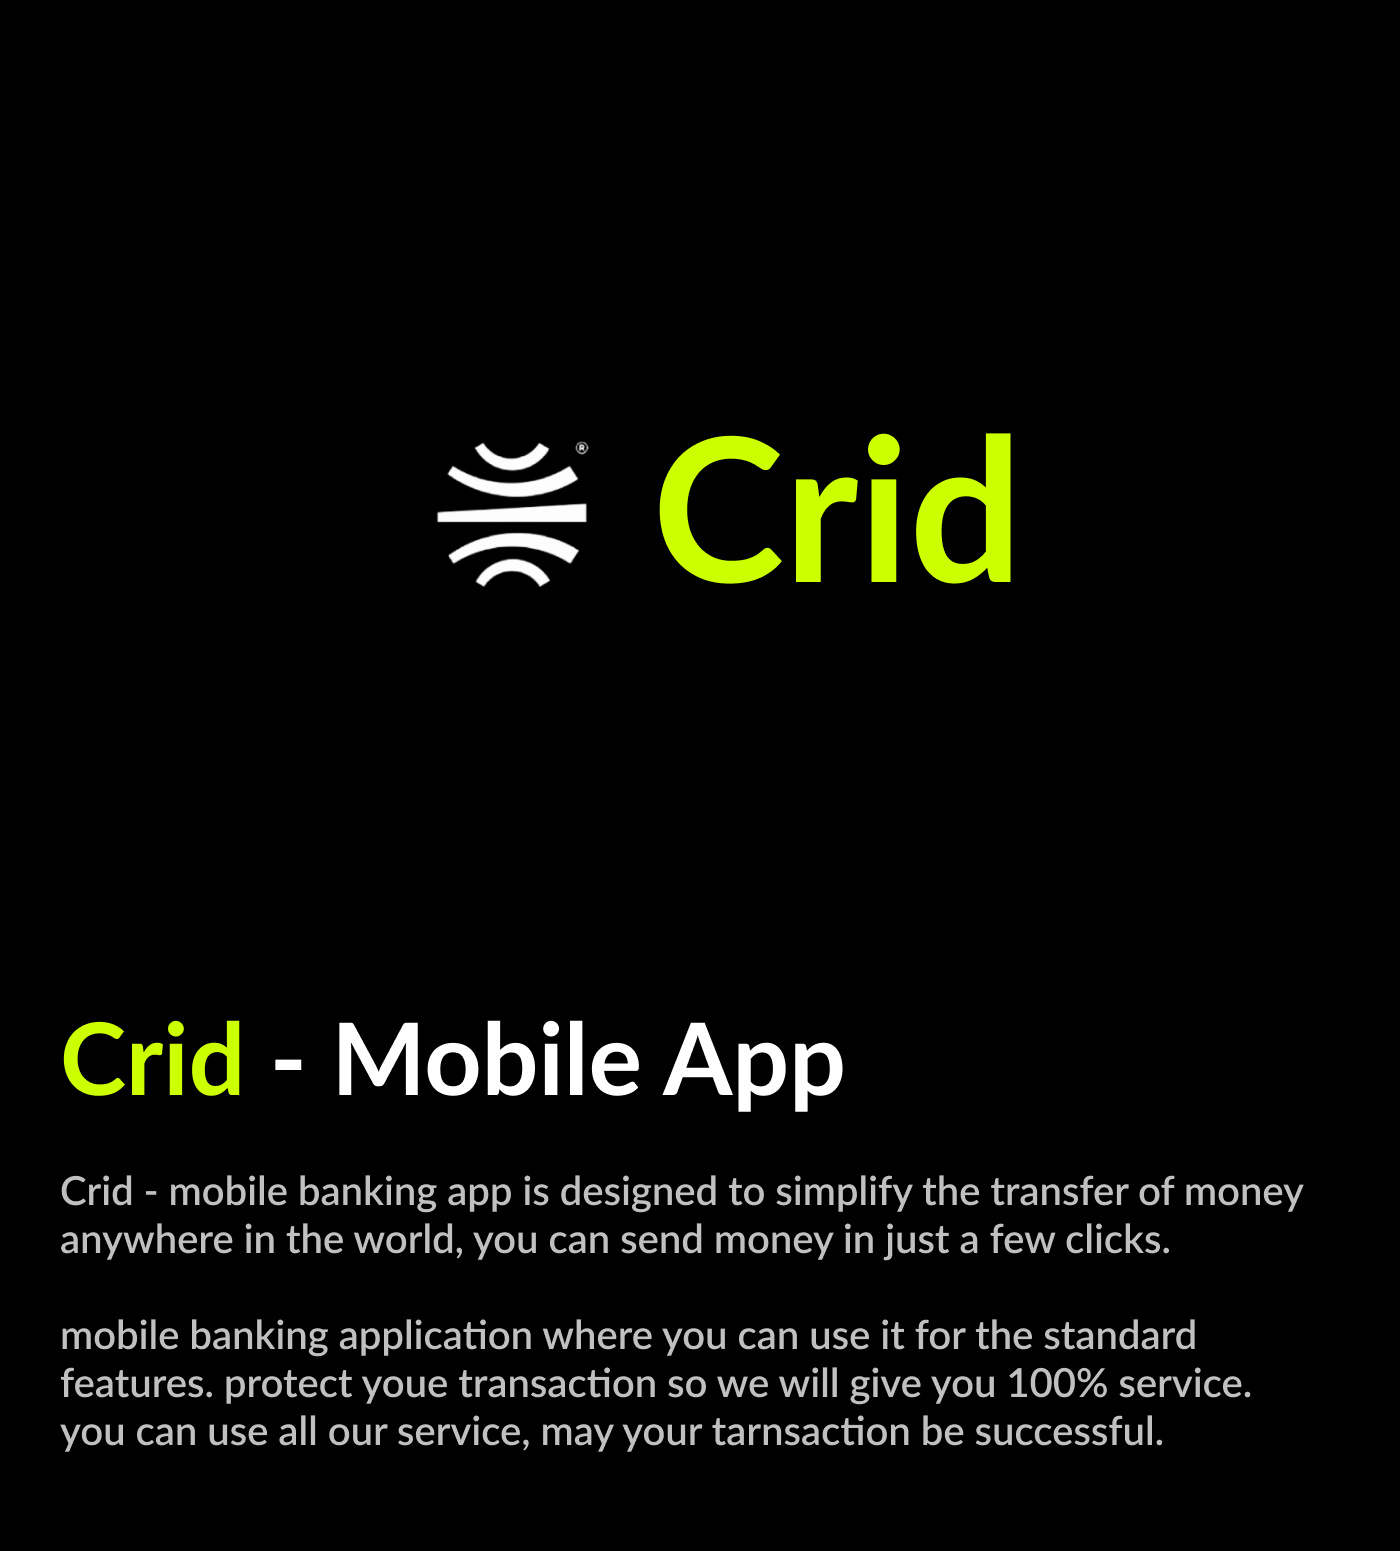 ®
Crid
Crid - Mobile App
Crid - mobile banking app is designed to simplify the transfer of money
anywhere in the world, you can send money in just a few clicks.
mobile banking application where you can use it for the standard
features. protect youe transaction so we will give you 100% service.
you can use all our service, may your tarnsaction be successful.